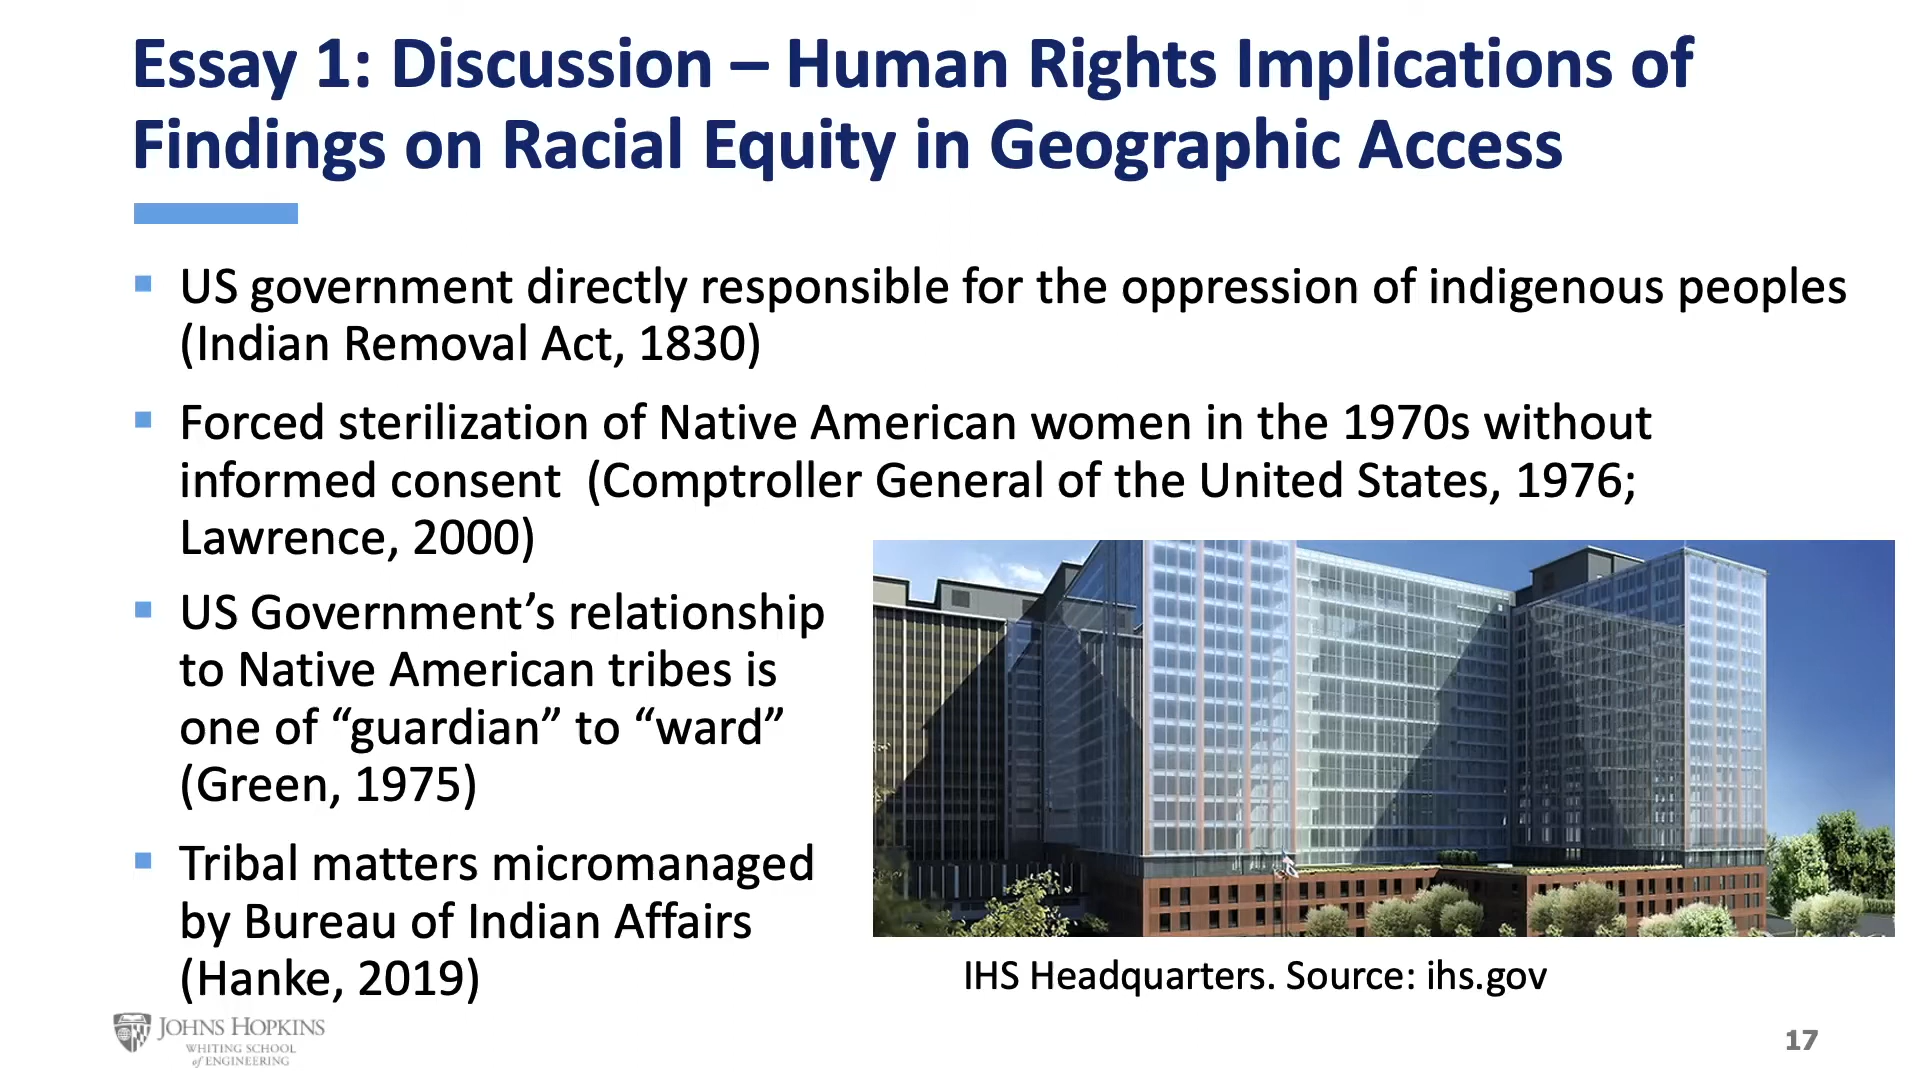 Essay 1: Discussion – Human Rights Implications of
Findings on Racial Equity in Geographic Access
US government directly responsible for the oppression of indigenous peoples
(Indian Removal Act, 1830)
Forced sterilization of Native American women in the 1970s without
informed consent  (Comptroller General of the United States, 1976;
Lawrence, 2000)
US Government’s relationship
to Native American tribes is
one of “guardian” to “ward”
(Green, 1975)
Tribal matters micromanaged
by Bureau of Indian Affairs
(Hanke, 2019)
IHS Headquarters. Source: ihs.gov
JOHNS HOPKINS
WHITING SCHOOL
of ENGINEERING
17